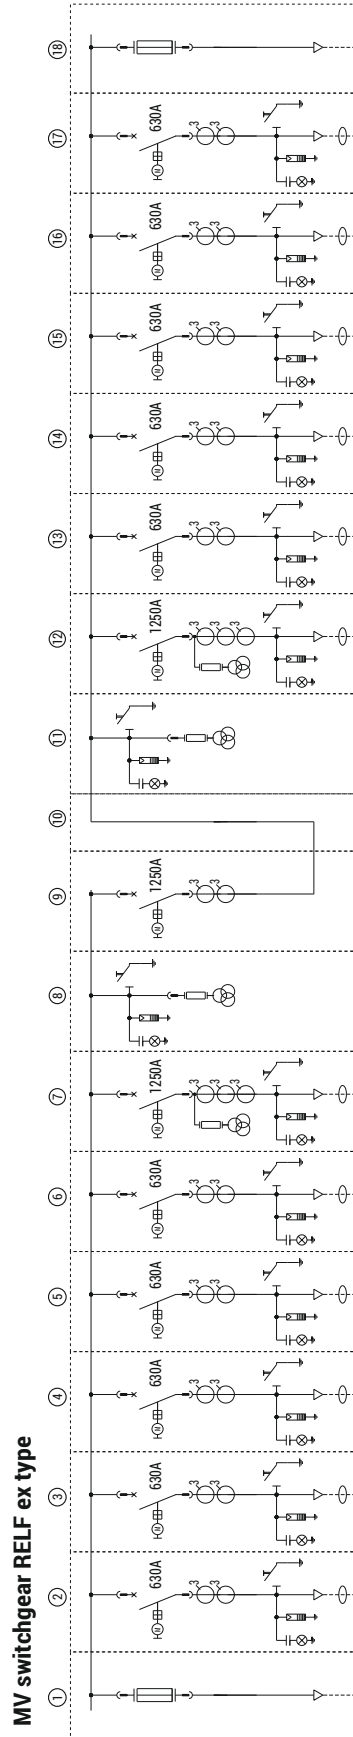 MV switchgear RELF ex type
1 2 3 4 5 6 7 8 9 10 11 12 13 14 15 16 17 18
630A 630A 630A 630A 630A 1250A 1250A 1250A 630A 630A 630A 630A 630A
M M M M M M M M M M M M M
3 3 3 3 3 3 3 3 3 3 3 3 3
3 3 3 3 3 3 3 3 3 3 3 3 3
3 3